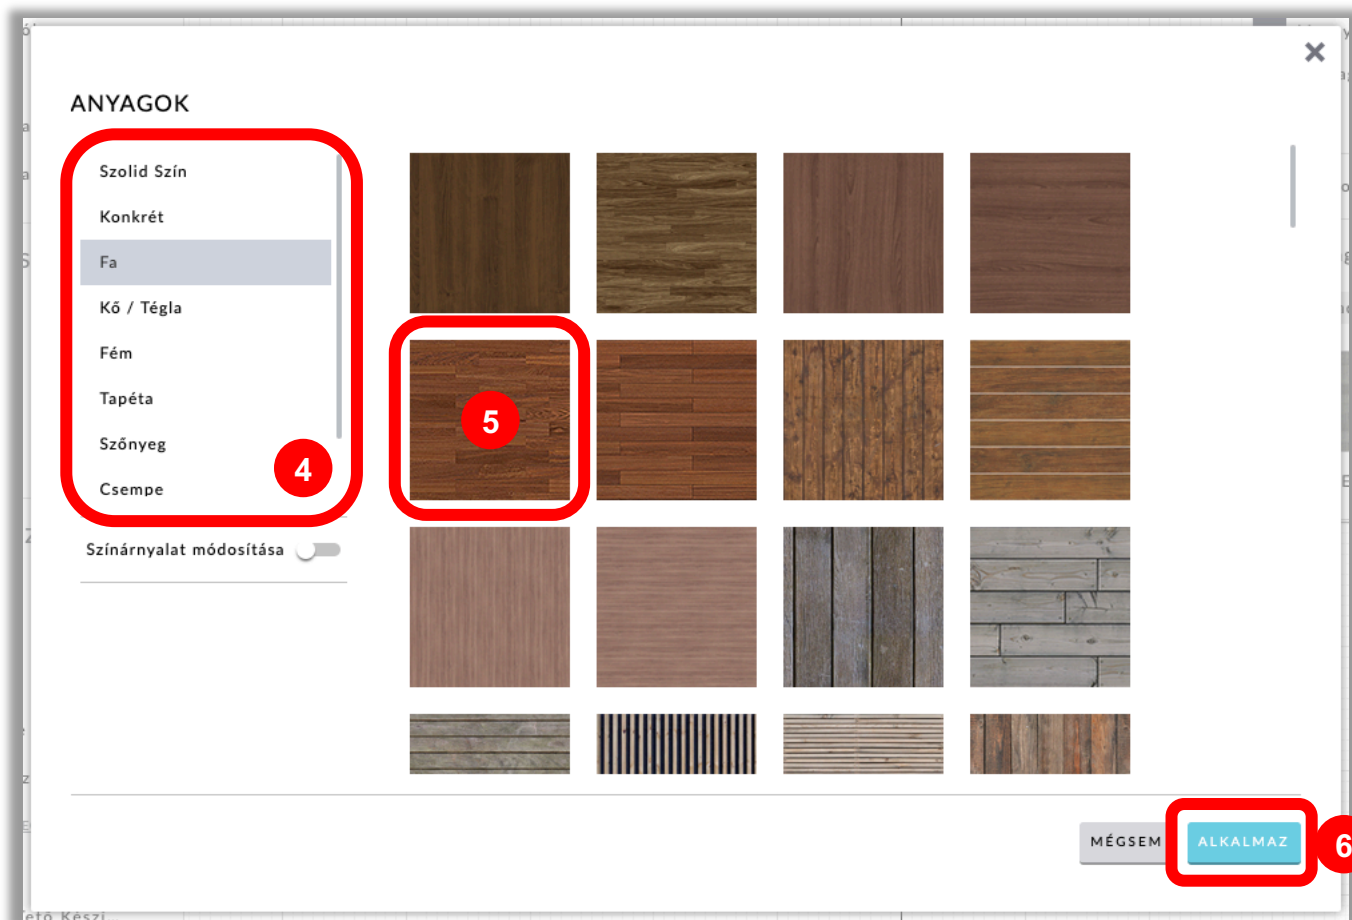 ANYAGOK
Szolid Szín
Konkrét
Fa
Kő / Tégla
Fém
Tapéta
Szőnyeg
Csempe
4
5
Színárnyalat módosítása
MÉGSEM
ALKALMAZ
6